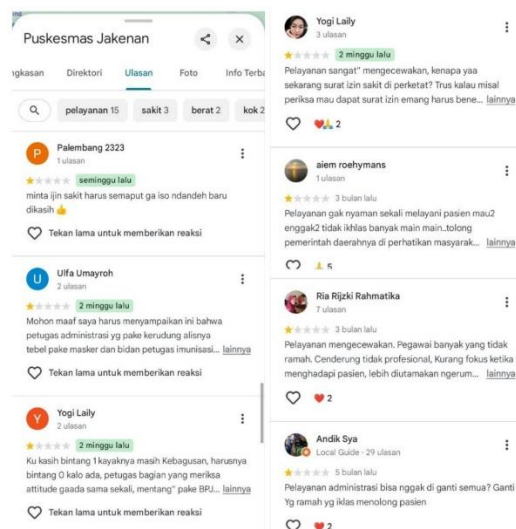 Puskesmas Jakenan
ngkasan Direktori Ulasan Foto Info Terba
pelayanan 15 sakit 3 berat 2 kok 2
P Palembang 2323
1 ulasan
seminggu lalu
minta ijin sakit harus semaput ga iso ndandeh baru
dikasih 👍
Tekan lama untuk memberikan reaksi
U Ulfa Umayroh
2 ulasan
2 minggu lalu
Mohon maaf saya harus menyampaikan ini bahwa
petugas administrasi yg pake kerudung alisnya
tebel pake masker dan bidan petugas imunisasi... lainnya
Tekan lama untuk memberikan reaksi
Y Yogi Laily
2 ulasan
2 minggu lalu
Ku kasih bintang 1 kayaknya masih Kebagusan, harusnya
bintang 0 kalo ada, petugas bagian yang meriksa
attitude gaada sama sekali, mentang" pake BPJ... lainnya
Tekan lama untuk memberikan reaksi
Yogi Laily
3 ulasan
2 minggu lalu
Pelayanan sangat" mengecewakan, kenapa yaa
sekarang surat izin sakit di perketat? Trus kalau misal
periksa mau dapat surat izin emang harus bene... lainnya
❤️🙏 2
aiem roehymans
1 ulasan
3 bulan lalu
Pelayanan gak nyaman sekali melayani pasien mau2
enggak2 tidak ikhlas banyak main main..tolong
pemerintah daerahnya di perhatikan masyarak... lainnya
🙏 5
Ria Rijzki Rahmatika
7 ulasan
3 bulan lalu
Pelayanan mengecewakan. Pegawai banyak yang tidak
ramah. Cenderung tidak profesional, Kurang fokus ketika
menghadapi pasien, lebih diutamakan ngerum... lainnya
❤️ 2
Andik Sya
Local Guide · 29 ulasan
5 bulan lalu
Pelayanan administrasi bisa nggak di ganti semua? Ganti
Yg ramah yg iklas menolong pasien
❤️ 2